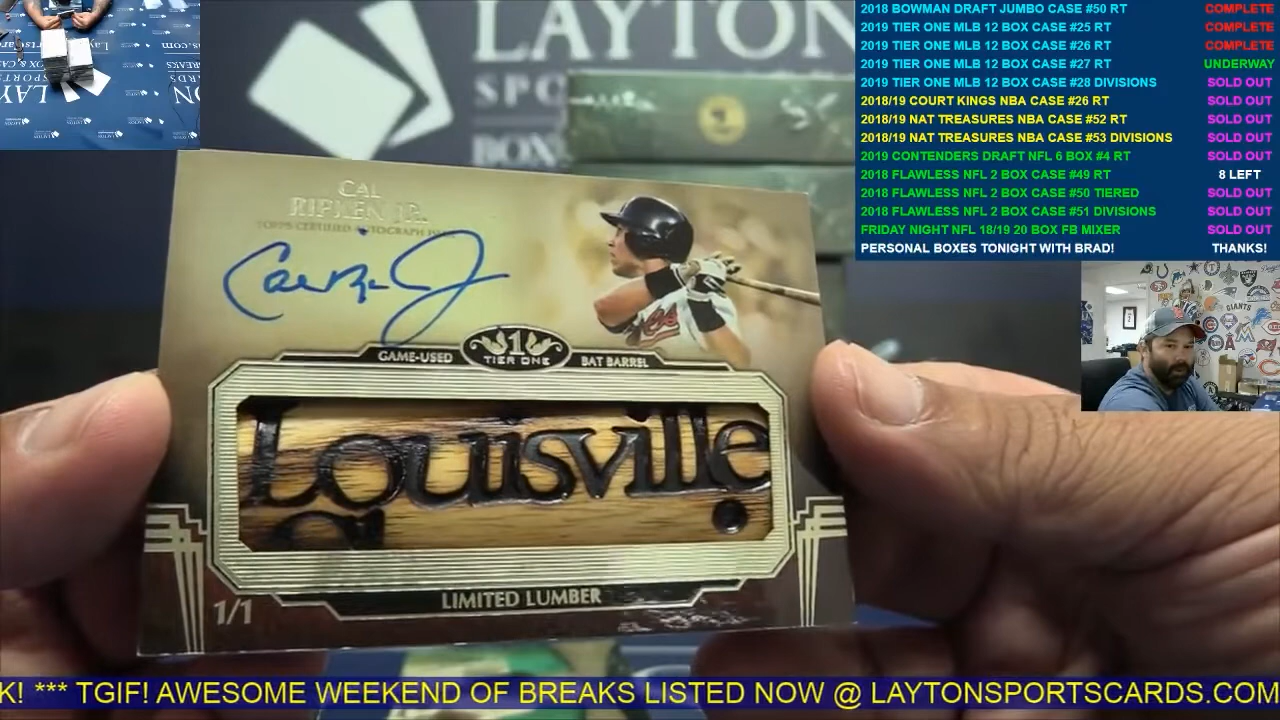 LAYTON
SPO
BOX
2018 BOWMAN DRAFT JUMBO CASE #50 RT COMPLETE
2019 TIER ONE MLB 12 BOX CASE #25 RT COMPLETE
2019 TIER ONE MLB 12 BOX CASE #26 RT COMPLETE
2019 TIER ONE MLB 12 BOX CASE #27 RT UNDERWAY
2019 TIER ONE MLB 12 BOX CASE #28 DIVISIONS SOLD OUT
2018/19 COURT KINGS NBA CASE #26 RT SOLD OUT
2018/19 NAT TREASURES NBA CASE #52 RT SOLD OUT
2018/19 NAT TREASURES NBA CASE #53 DIVISIONS SOLD OUT
2019 CONTENDERS DRAFT NFL 6 BOX #4 RT SOLD OUT
2018 FLAWLESS NFL 2 BOX CASE #49 RT 8 LEFT
2018 FLAWLESS NFL 2 BOX CASE #50 TIERED SOLD OUT
2018 FLAWLESS NFL 2 BOX CASE #51 DIVISIONS SOLD OUT
FRIDAY NIGHT NFL 18/19 20 BOX FB MIXER SOLD OUT
PERSONAL BOXES TONIGHT WITH BRAD! THANKS!
CAL
RIPKEN JR.
TOPPS CERTIFIED AUTOGRAPH
GAME-USED 1 TIER ONE BAT BARREL
Louisville
LIMITED LUMBER
1/1
GIANTS
K! *** TGIF! AWESOME WEEKEND OF BREAKS LISTED NOW @ LAYTONSPORTSCARDS.COM